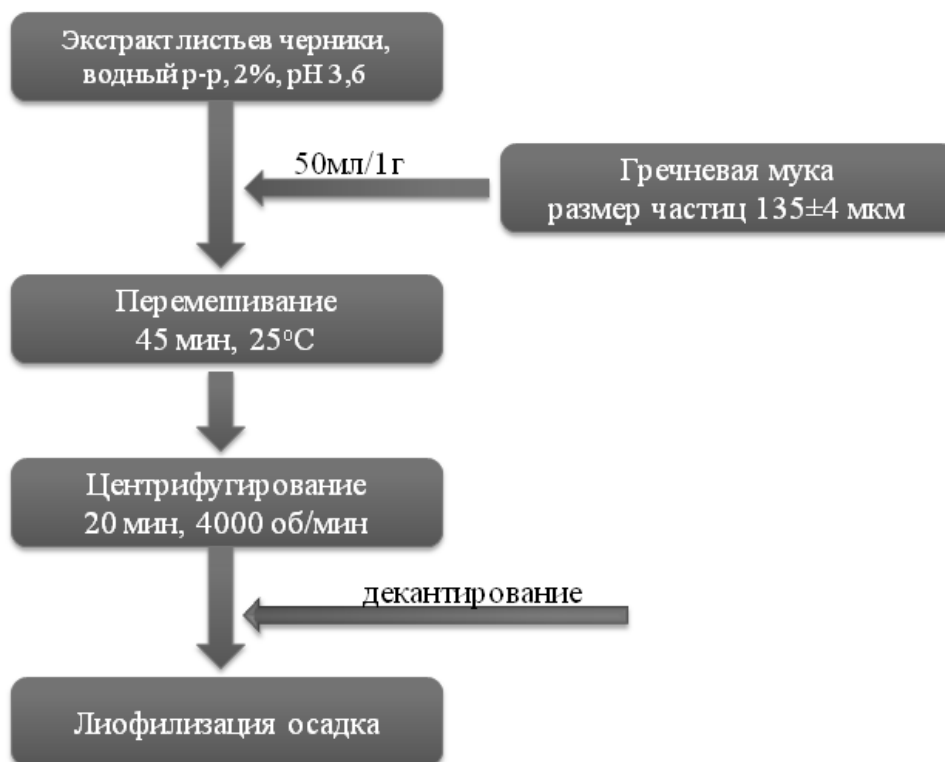 Экстракт листьев черники,
водный р-р, 2%, pH 3,6
50мл/1г
Гречневая мука
размер частиц 135±4 мкм
Перемешивание
45 мин, 25°С
Центрифугирование
20 мин, 4000 об/мин
декантирование
Лиофилизация осадка